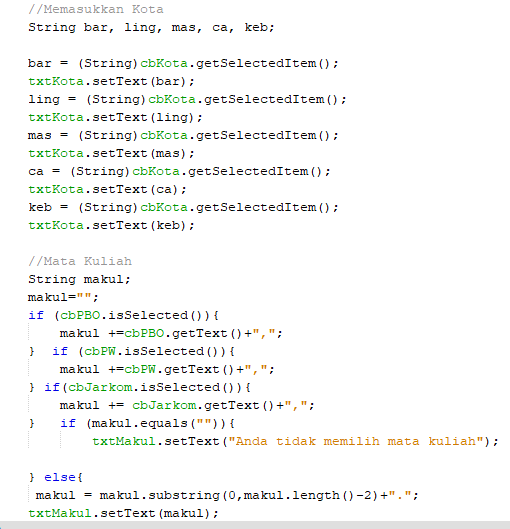 //Memasukkan Kota
String bar, ling, mas, ca, keb;
bar = (String)cbKota.getSelectedItem();
txtKota.setText(bar);
ling = (String)cbKota.getSelectedItem();
txtKota.setText(ling);
mas = (String)cbKota.getSelectedItem();
txtKota.setText(mas);
ca = (String)cbKota.getSelectedItem();
txtKota.setText(ca);
keb = (String)cbKota.getSelectedItem();
txtKota.setText(keb);
//Mata Kuliah
String makul;
makul="";
if (cbPBO.isSelected()){
makul +=cbPBO.getText()+",";
} if (cbPW.isSelected()){
makul +=cbPW.getText()+",";
} if(cbJarkom.isSelected()){
makul += cbJarkom.getText()+",";
} if (makul.equals("")){
txtMakul.setText("Anda tidak memilih mata kuliah");
} else{
makul = makul.substring(0,makul.length()-2)+".";
txtMakul.setText(makul);